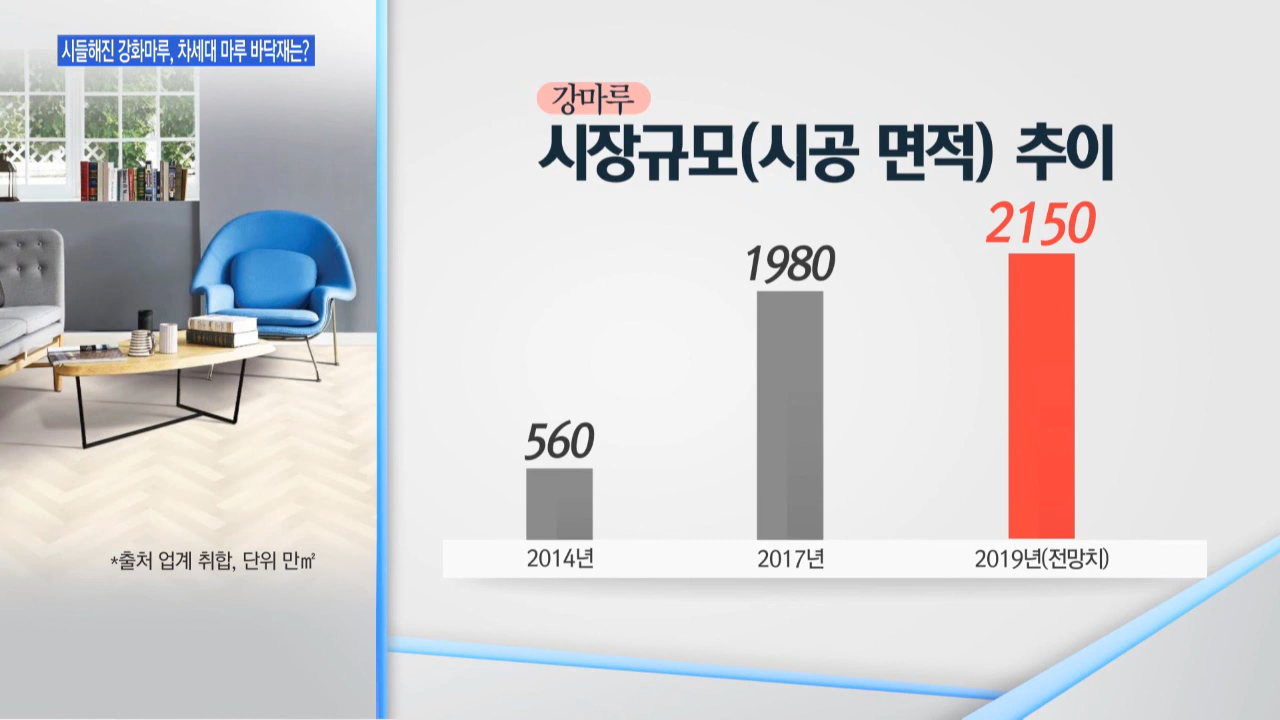 시들해진 강화마루, 차세대 마루 바닥재는?
강마루
시장규모(시공 면적) 추이
560
1980
2150
2014년
2017년
2019년(전망치)
*출처 업계 취합, 단위 만㎡